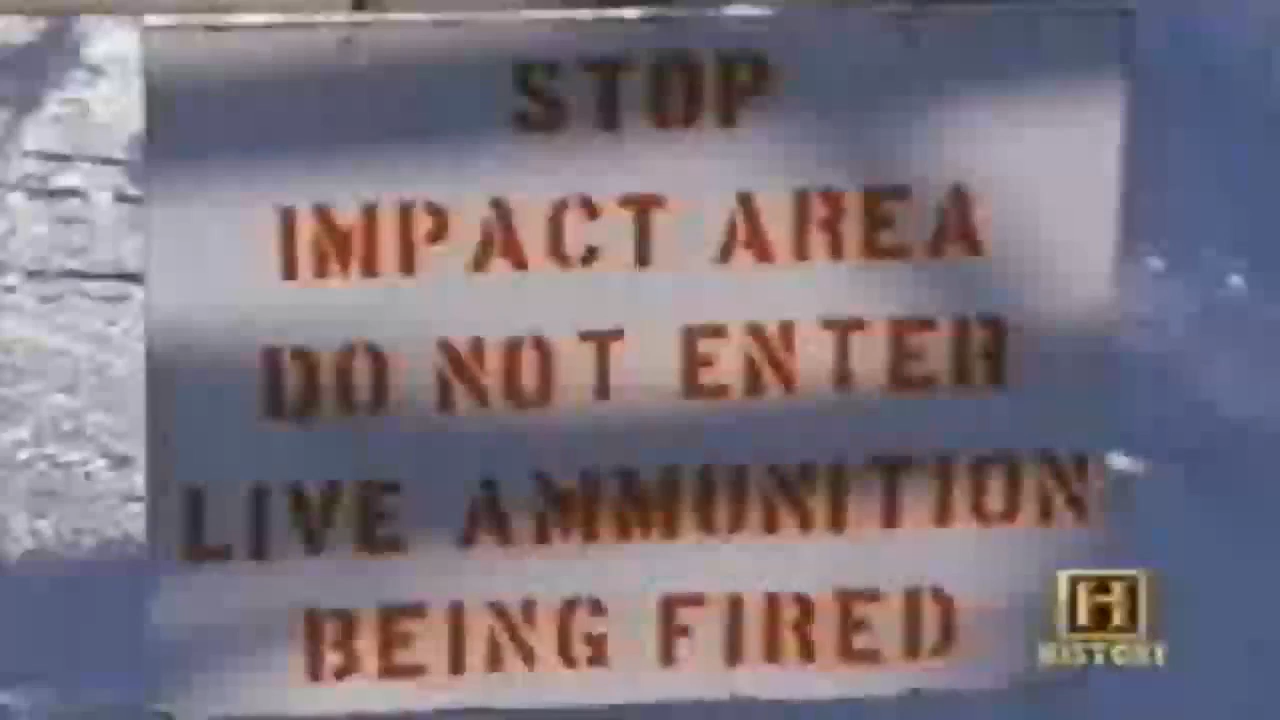 STOP
IMPACT AREA
DO NOT ENTER
LIVE AMMUNITION
BEING FIRED
H
HISTORY